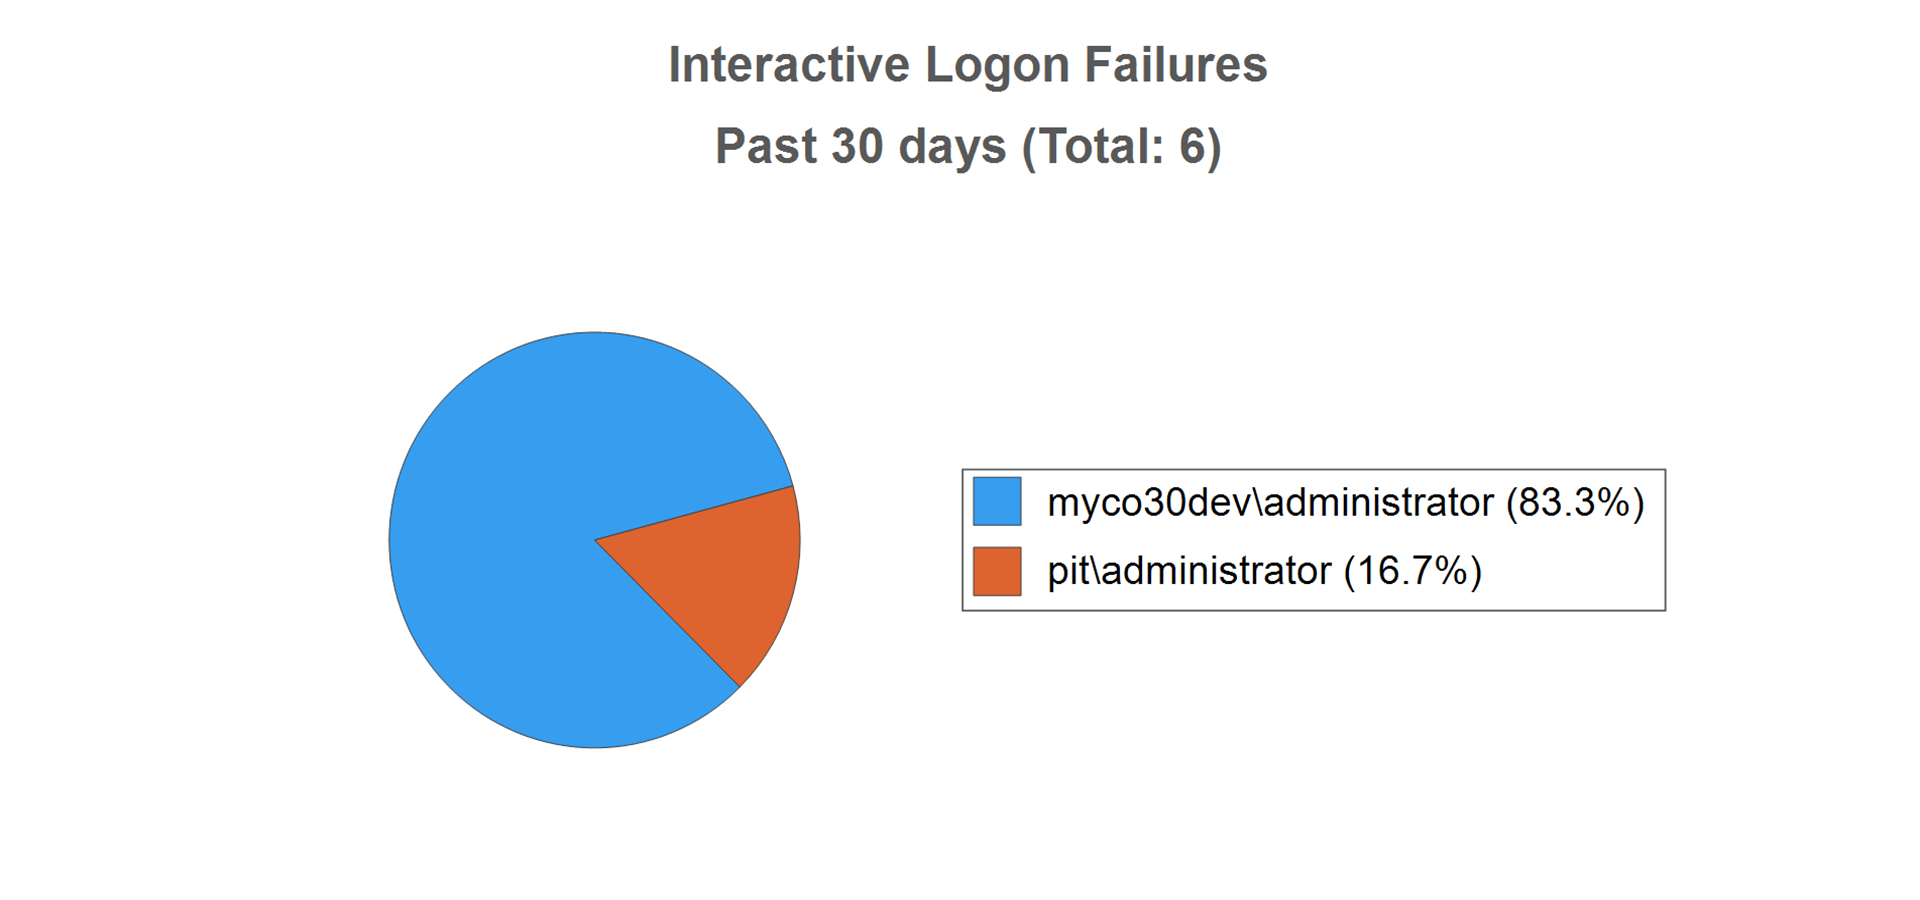 Interactive Logon Failures
Past 30 days (Total: 6)
myco30dev\administrator (83.3%)
pit\administrator (16.7%)